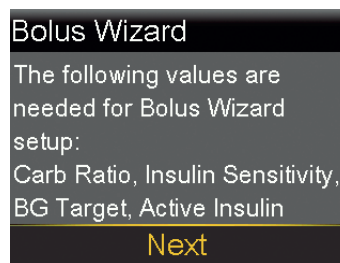 Bolus Wizard
The following values are
needed for Bolus Wizard
setup:
Carb Ratio, Insulin Sensitivity,
BG Target, Active Insulin
Next